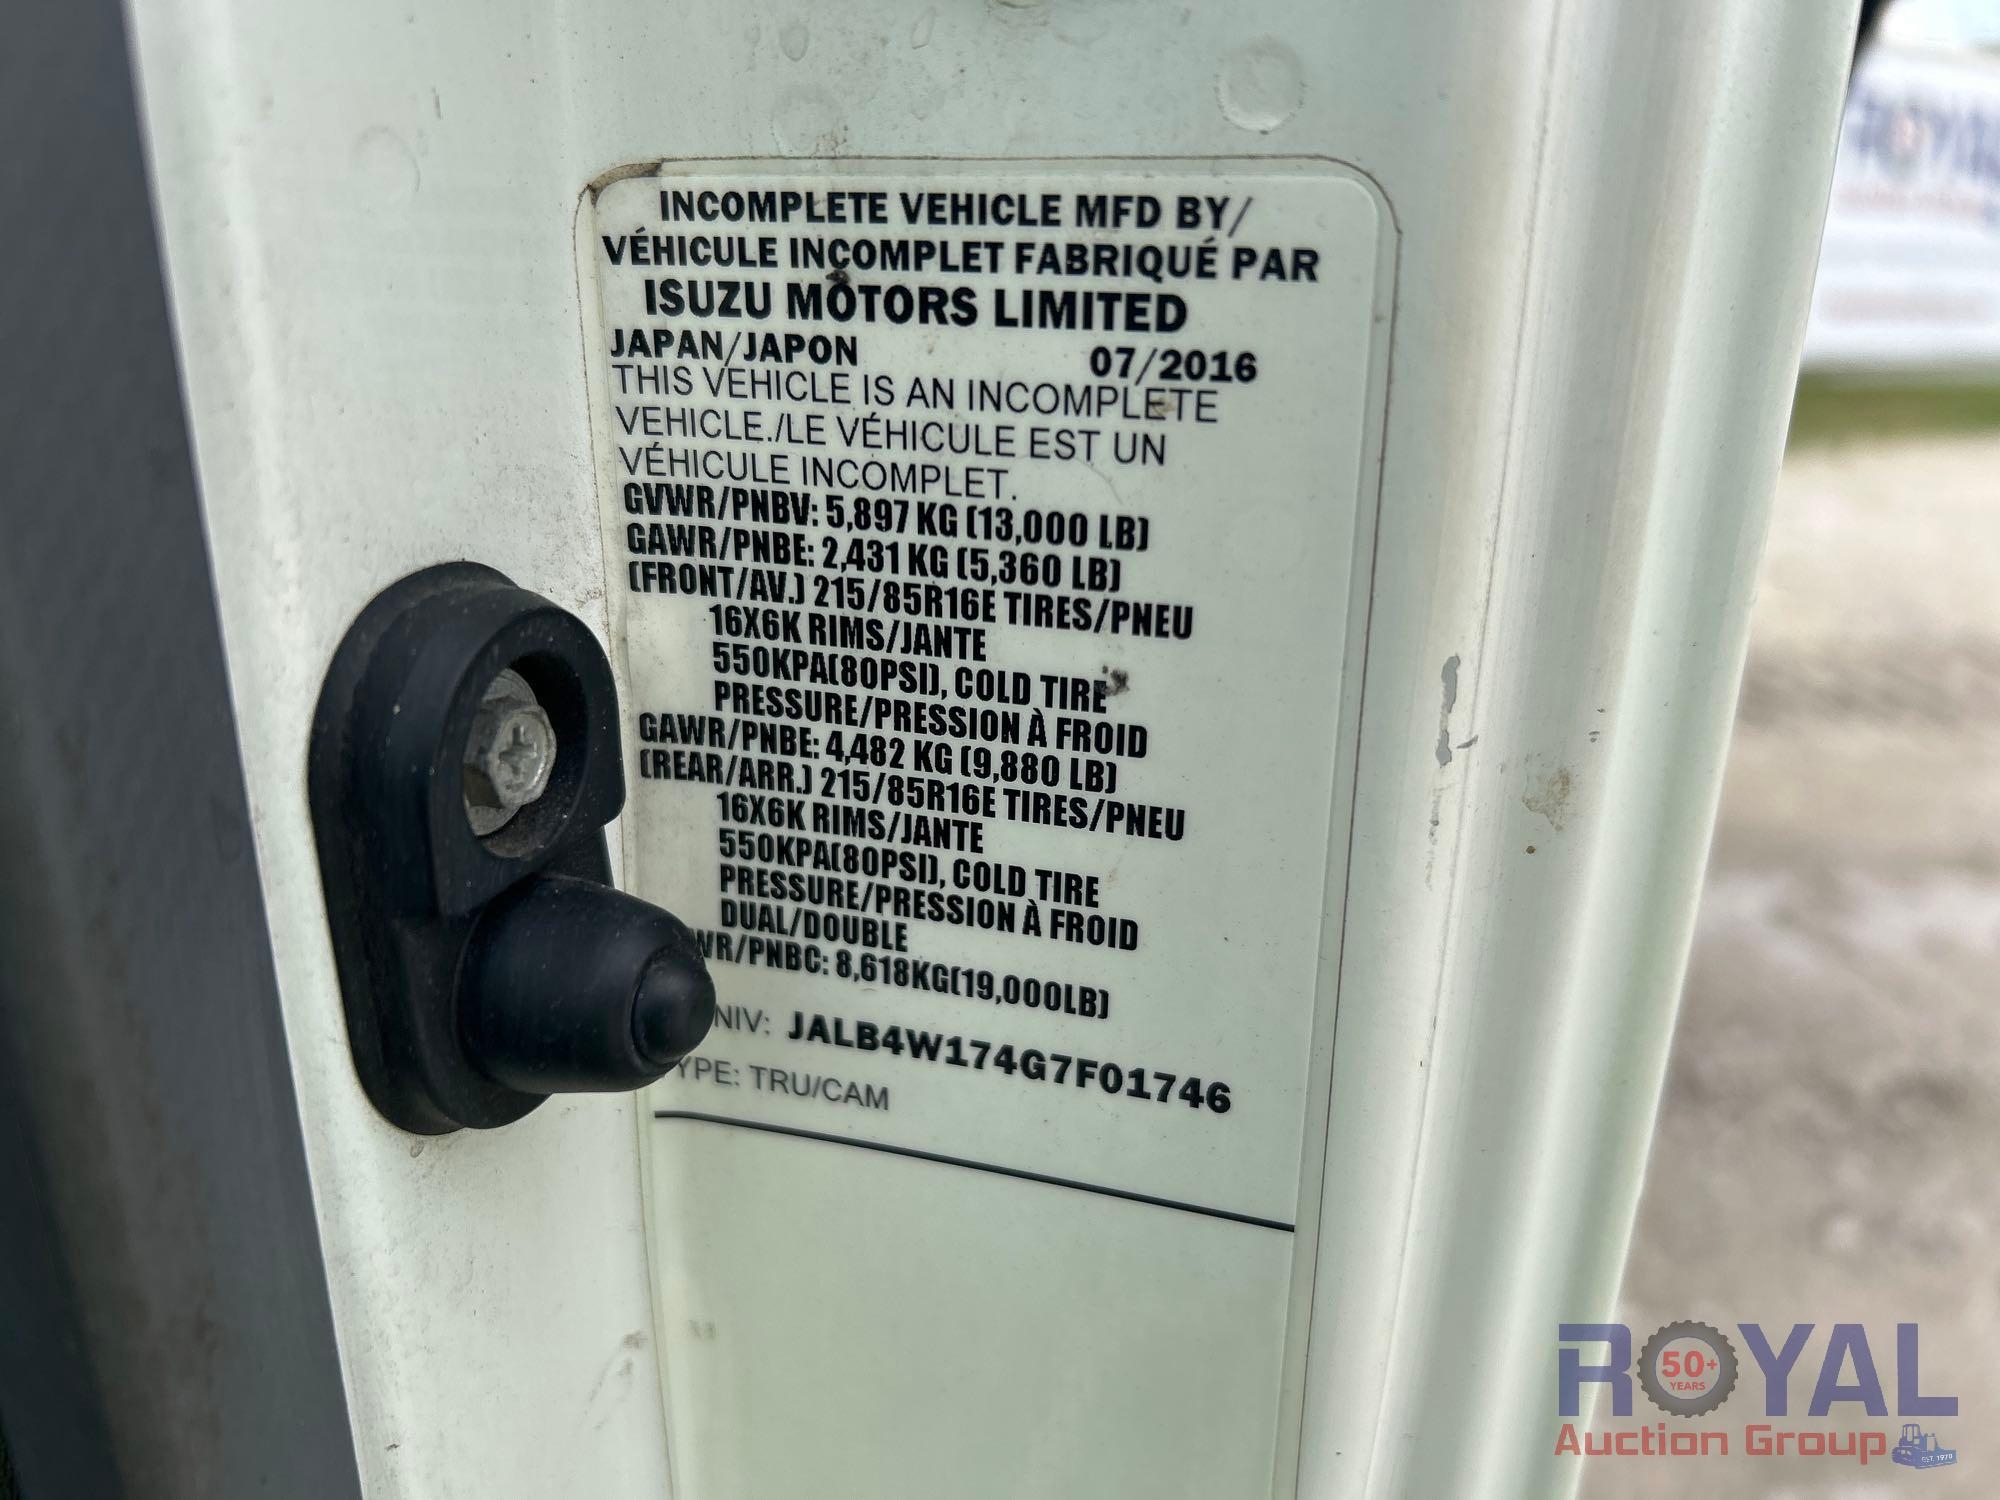 INCOMPLETE VEHICLE MFD BY/
VÉHICULE INCOMPLET FABRIQUÉ PAR
ISUZU MOTORS LIMITED
JAPAN/JAPON 07/2016
THIS VEHICLE IS AN INCOMPLETE
VEHICLE./LE VÉHICULE EST UN
VÉHICULE INCOMPLET.
GVWR/PNBV: 5,897 KG (13,000 LB)
GAWR/PNBE: 2,431 KG (5,360 LB)
(FRONT/AV.) 215/85R16E TIRES/PNEU
16X6K RIMS/JANTE
550KPA(80PSI), COLD TIRE
PRESSURE/PRESSION À FROID
GAWR/PNBE: 4,482 KG (9,880 LB)
(REAR/ARR.) 215/85R16E TIRES/PNEU
16X6K RIMS/JANTE
550KPA(80PSI), COLD TIRE
PRESSURE/PRESSION À FROID
DUAL/DOUBLE
WR/PNBC: 8,618KG(19,000LB)
NIV: JALB4W174G7F01746
YPE: TRU/CAM
ROYAL
50+
YEARS
Auction Group
EST. 1970